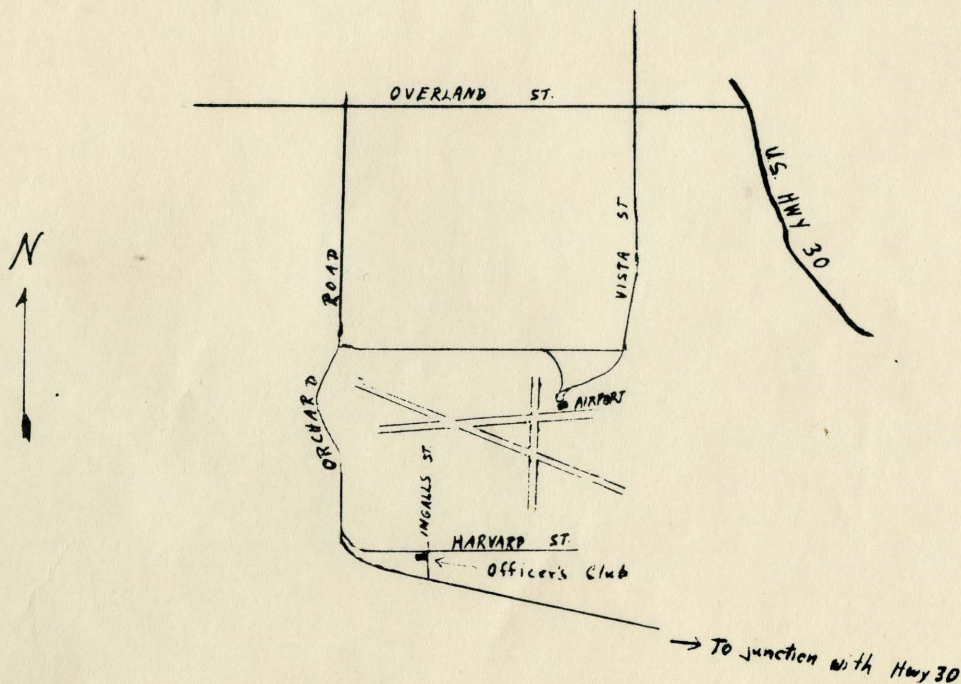 OVERLAND ST.
U.S. HWY 30
N
VISTA ST
ORCHARD ROAD
AIRPORT
INGALLS ST.
HARVARD ST.
Officer's Club
→ To junction with Hwy 30